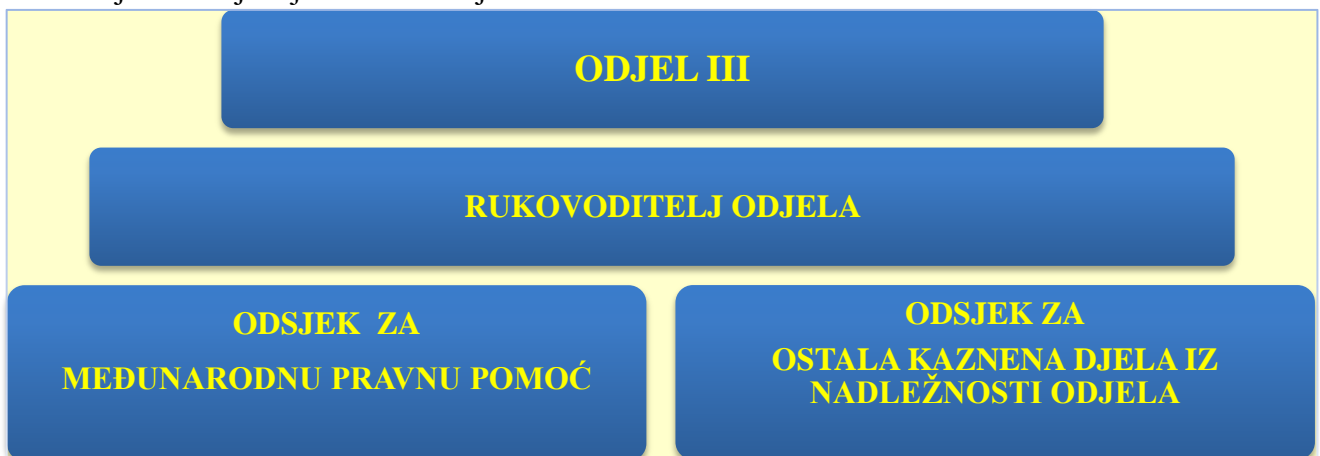 ODJEL III
RUKOVODITELJ ODJELA
ODSJEK ZA
MEĐUNARODNU PRAVNU POMOĆ
ODSJEK ZA
OSTALA KAZNENA DJELA IZ
NADLEŽNOSTI ODJELA